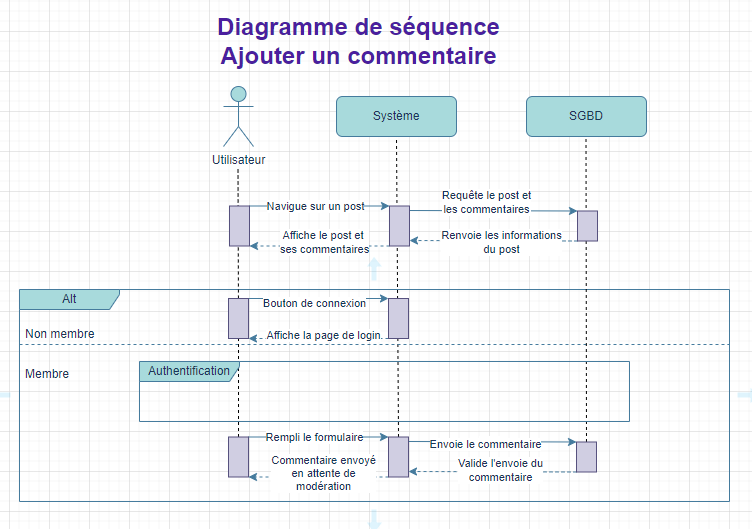 Diagramme de séquence
Ajouter un commentaire
Système
SGBD
Utilisateur
Navigue sur un post
Requête le post et
les commentaires
Affiche le post et
ses commentaires
Renvoie les informations
du post
Alt
Bouton de connexion
Non membre
Affiche la page de login.
Membre
Authentification
Rempli le formulaire
Envoie le commentaire
Commentaire envoyé
en attente de
modération
Valide l'envoie du
commentaire